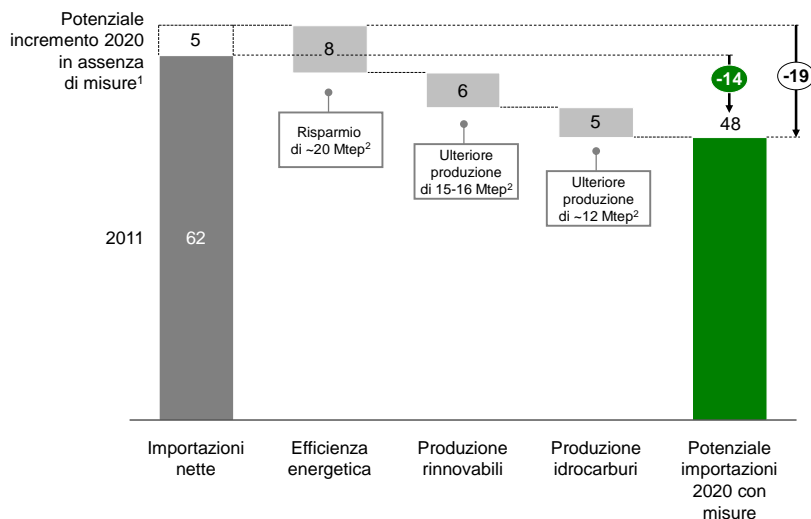 Potenziale
incremento 2020
in assenza
di misure¹
5
8
6
5
-14
-19
48
Risparmio
di ~20 Mtep²
Ulteriore
produzione
di 15-16 Mtep²
Ulteriore
produzione
di ~12 Mtep²
2011
62
Importazioni
nette
Efficienza
energetica
Produzione
rinnovabili
Produzione
idrocarburi
Potenziale
importazioni
2020 con
misure